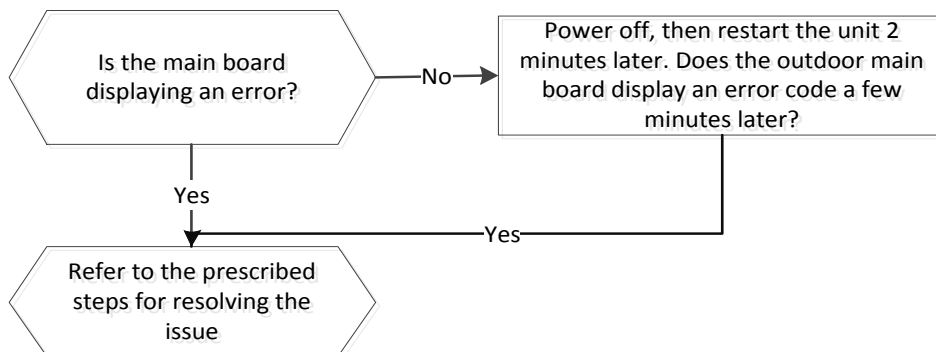 Is the main board
displaying an error?
No
Power off, then restart the unit 2
minutes later. Does the outdoor main
board display an error code a few
minutes later?
Yes
Yes
Refer to the prescribed
steps for resolving the
issue